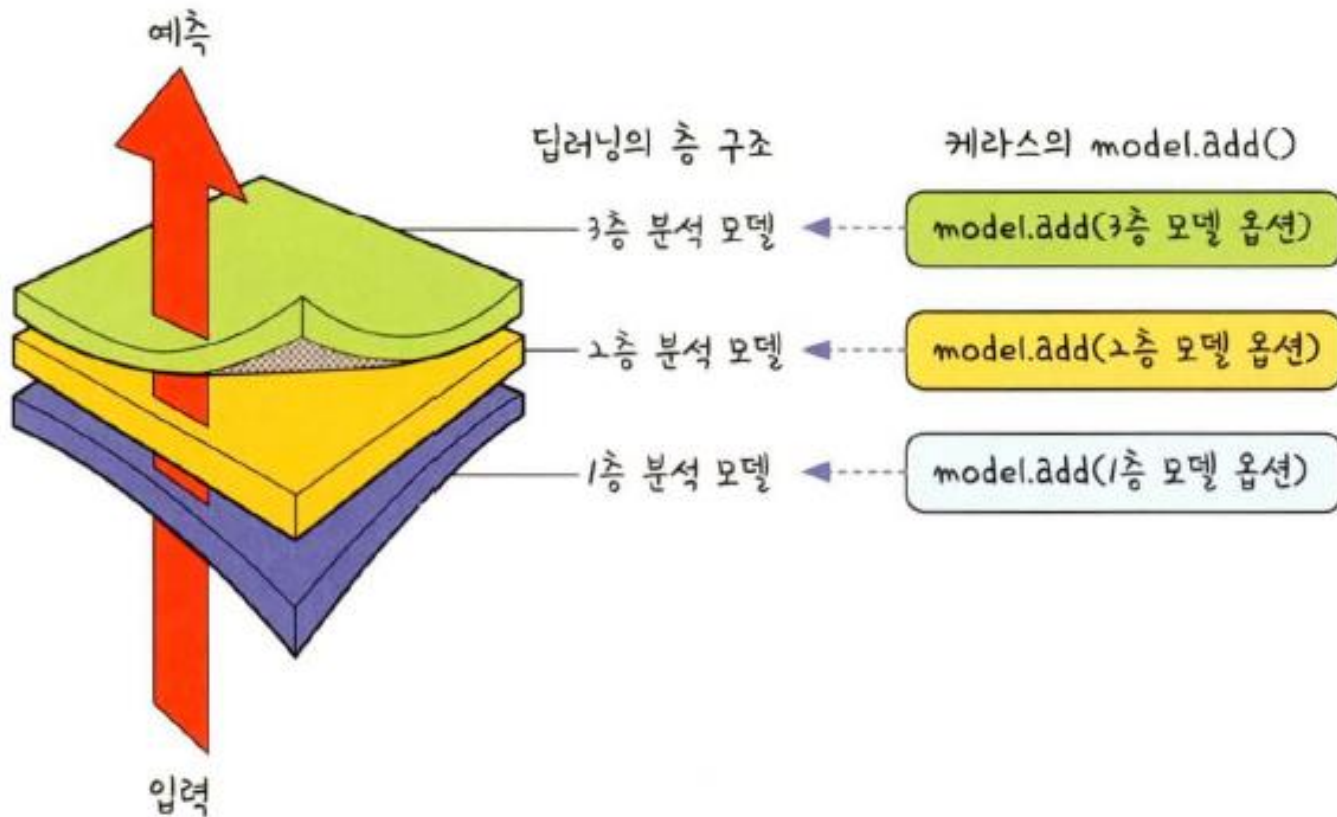 예측
딥러닝의 층 구조
케라스의 model.add()
3층 분석 모델
model.add(3층 모델 옵션)
2층 분석 모델
model.add(2층 모델 옵션)
1층 분석 모델
model.add(1층 모델 옵션)
입력